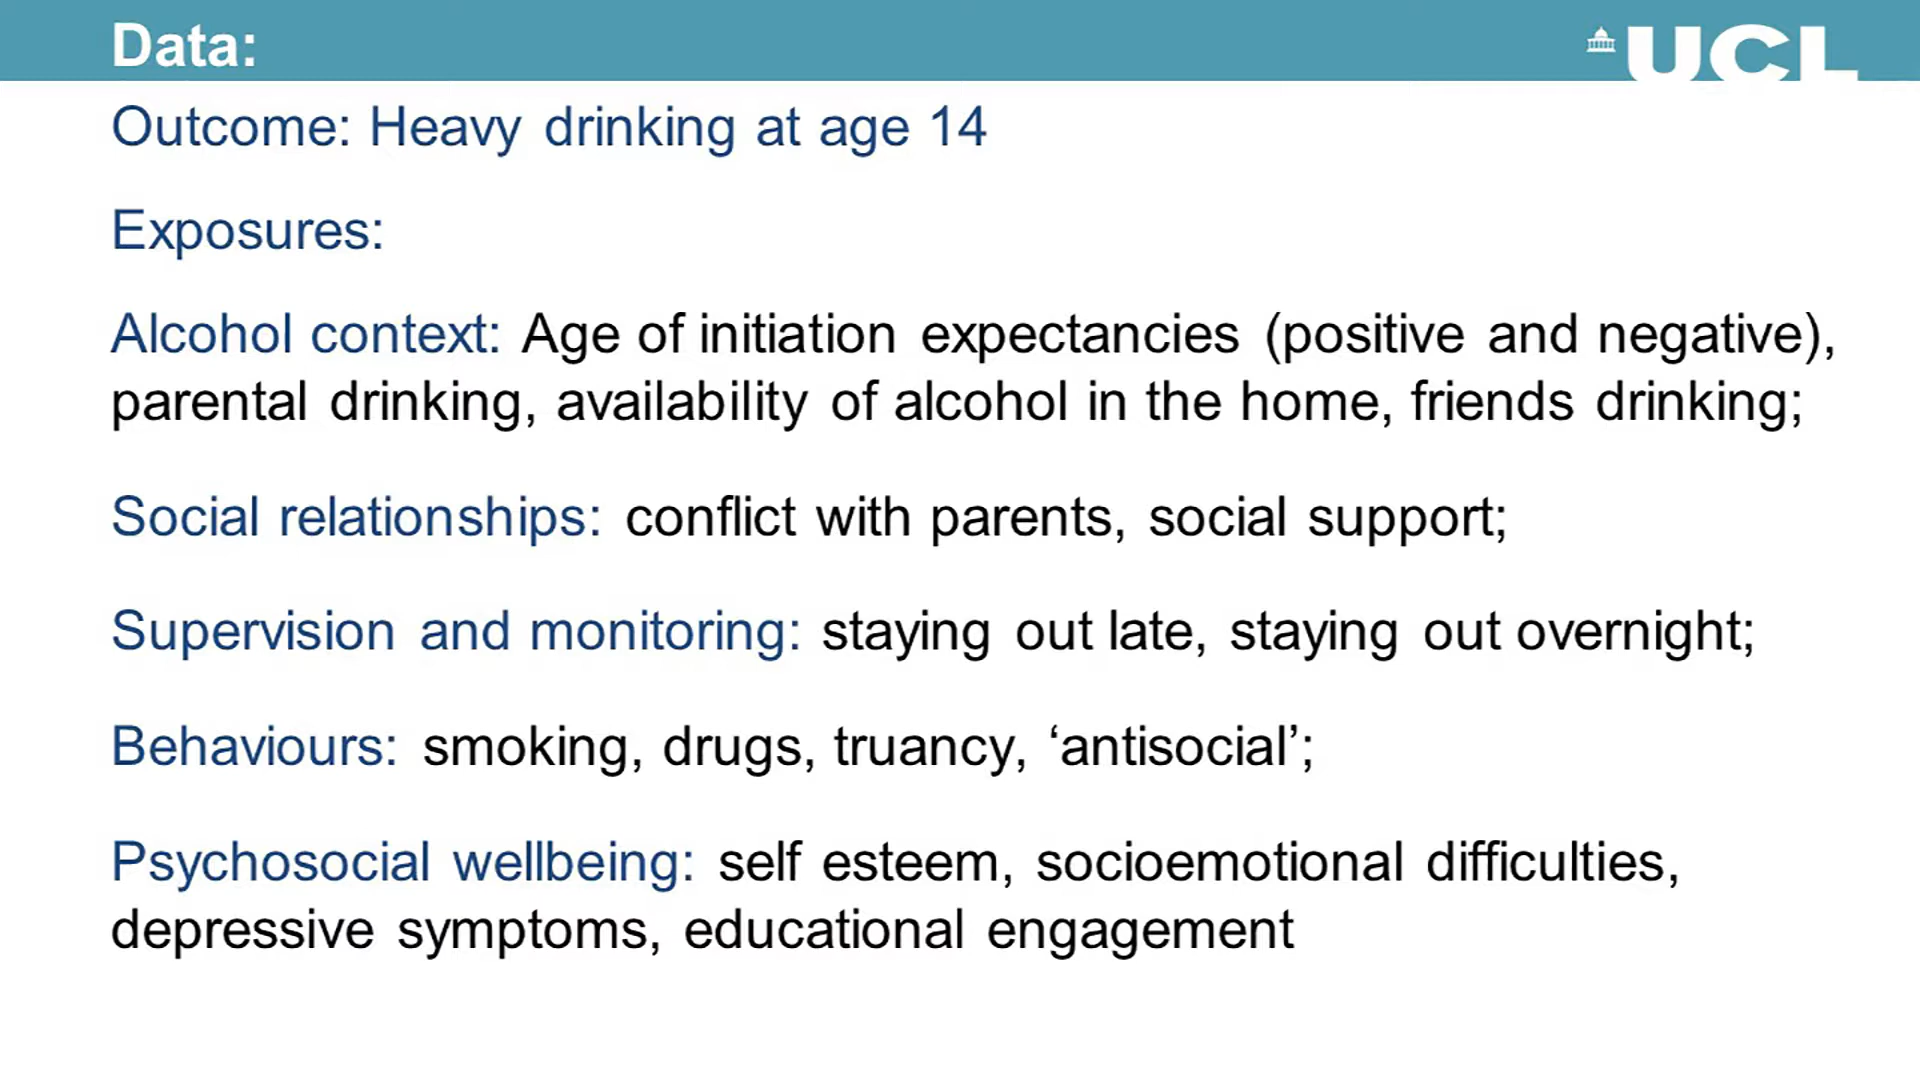 Data:
UCL
Outcome: Heavy drinking at age 14
Exposures:
Alcohol context: Age of initiation expectancies (positive and negative),
parental drinking, availability of alcohol in the home, friends drinking;
Social relationships: conflict with parents, social support;
Supervision and monitoring: staying out late, staying out overnight;
Behaviours: smoking, drugs, truancy, ‘antisocial’;
Psychosocial wellbeing: self esteem, socioemotional difficulties,
depressive symptoms, educational engagement